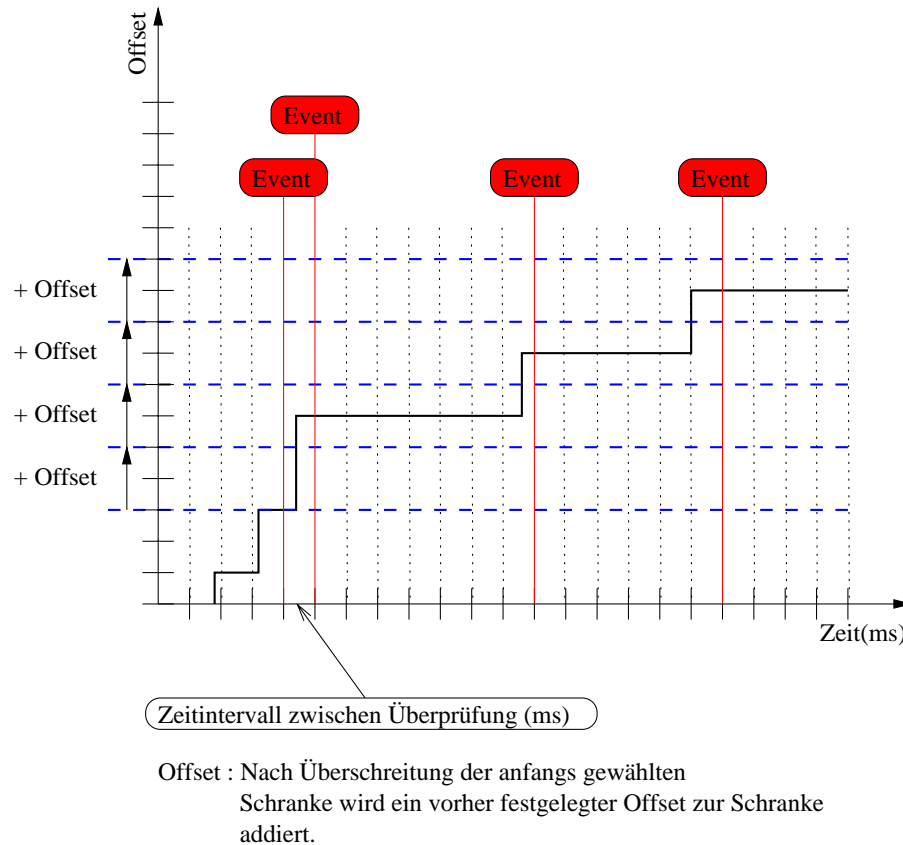 Offset
Event
Event
Event
Event
+ Offset
+ Offset
+ Offset
+ Offset
Zeit(ms)
Zeitintervall zwischen Überprüfung (ms)
Offset : Nach Überschreitung der anfangs gewählten
Schranke wird ein vorher festgelegter Offset zur Schranke
addiert.